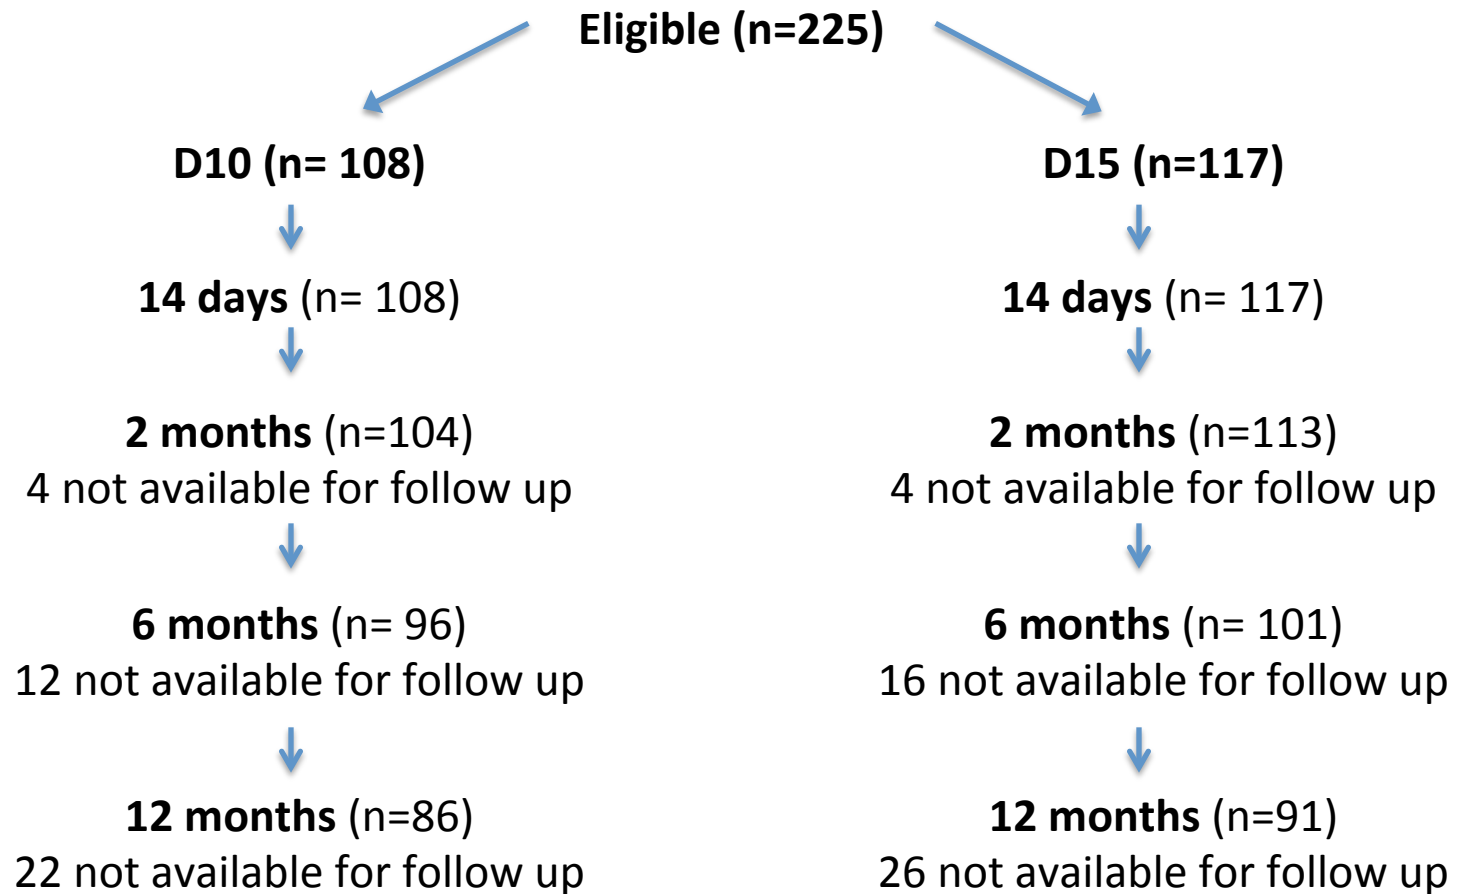 Eligible (n=225)
D10 (n= 108)
D15 (n=117)
14 days (n= 108)
14 days (n= 117)
2 months (n=104)
4 not available for follow up
2 months (n=113)
4 not available for follow up
6 months (n= 96)
12 not available for follow up
6 months (n= 101)
16 not available for follow up
12 months (n=86)
22 not available for follow up
12 months (n=91)
26 not available for follow up